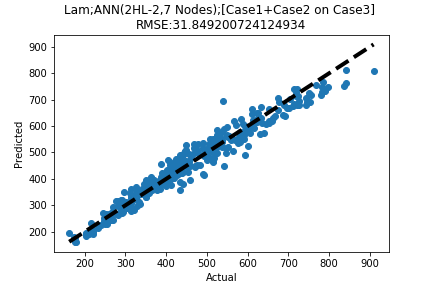 Lam;ANN(2HL-2,7 Nodes);[Case1+Case2 on Case3]
RMSE:31.849200724124934
900
800
700
600
500
400
300
200
Predicted
200 300 400 500 600 700 800 900
Actual